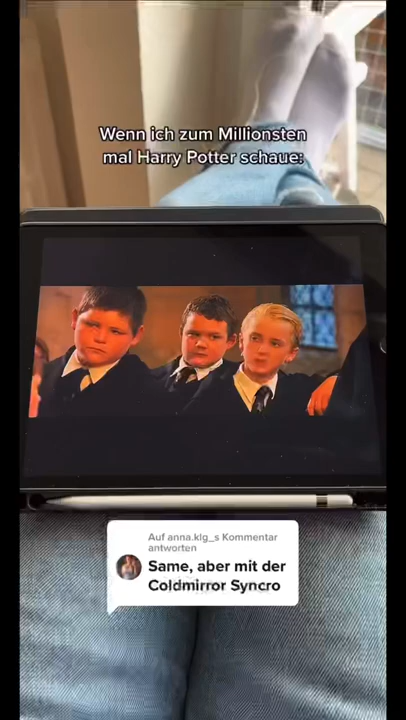 Wenn ich zum Millionsten
mal Harry Potter schaue:
Auf anna.klg_s Kommentar
antworten
Same, aber mit der
Coldmirror Syncro